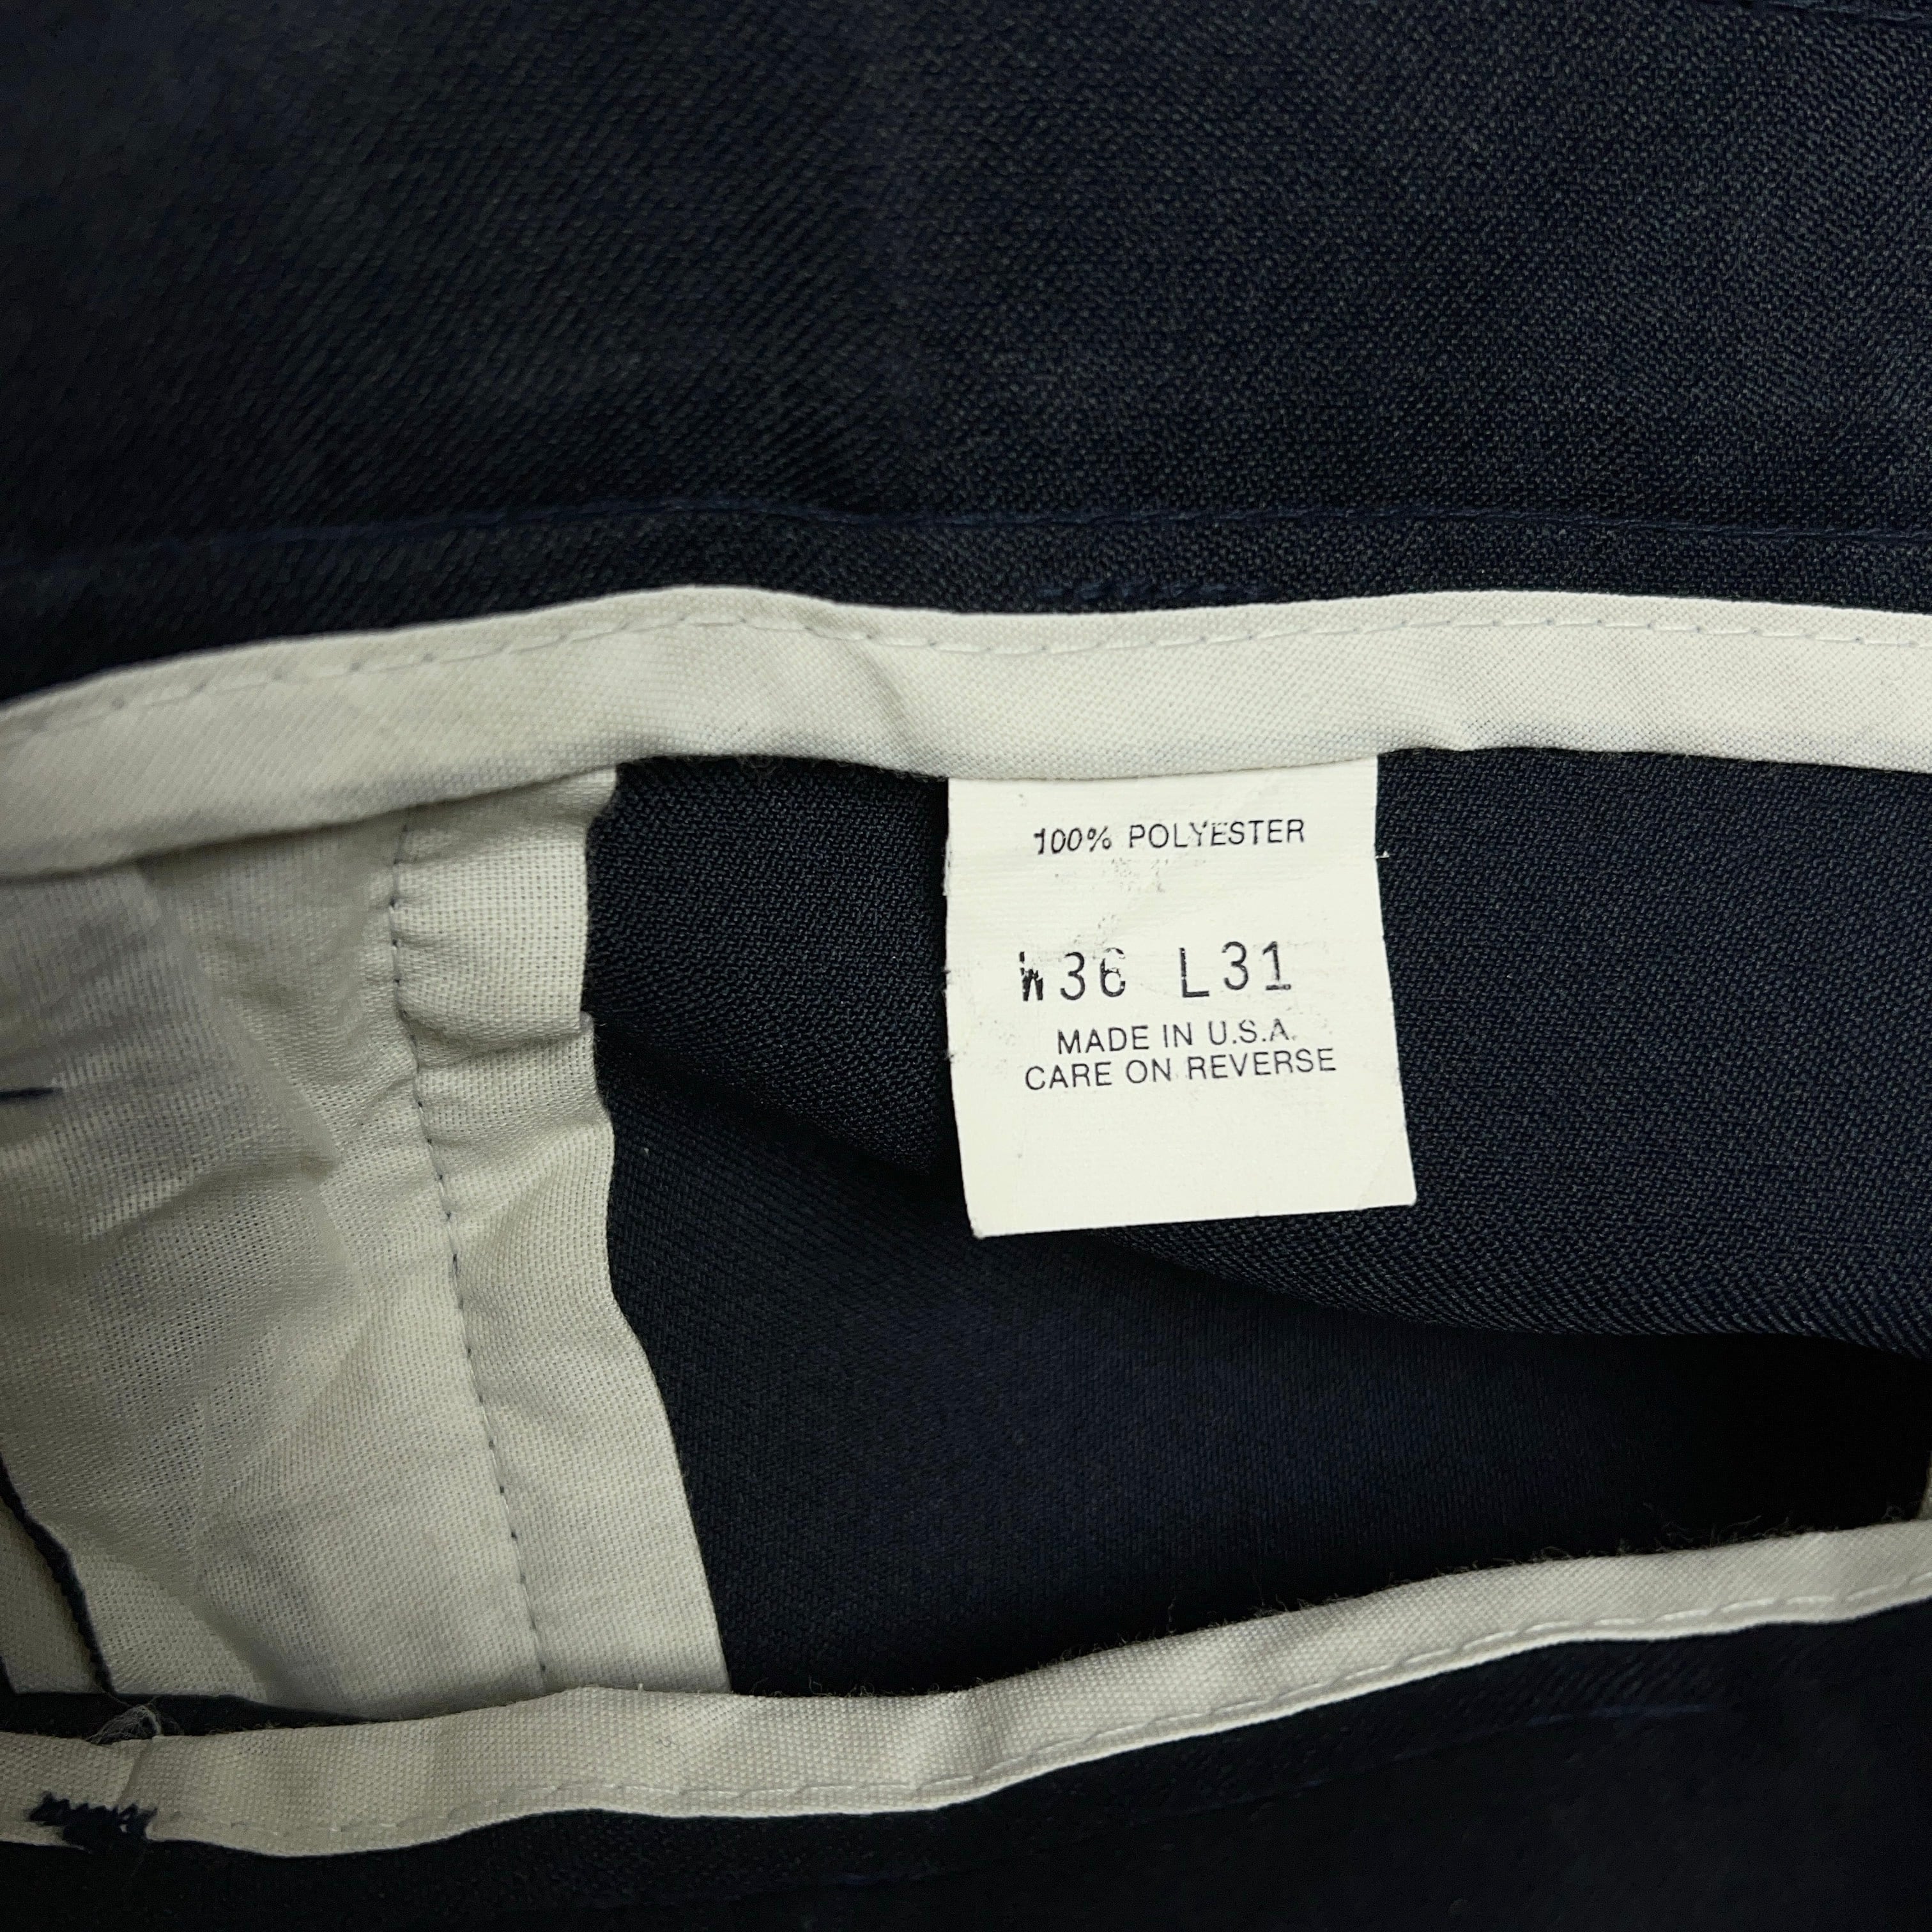 100% POLYESTER
W36 L31
MADE IN U.S.A.
CARE ON REVERSE